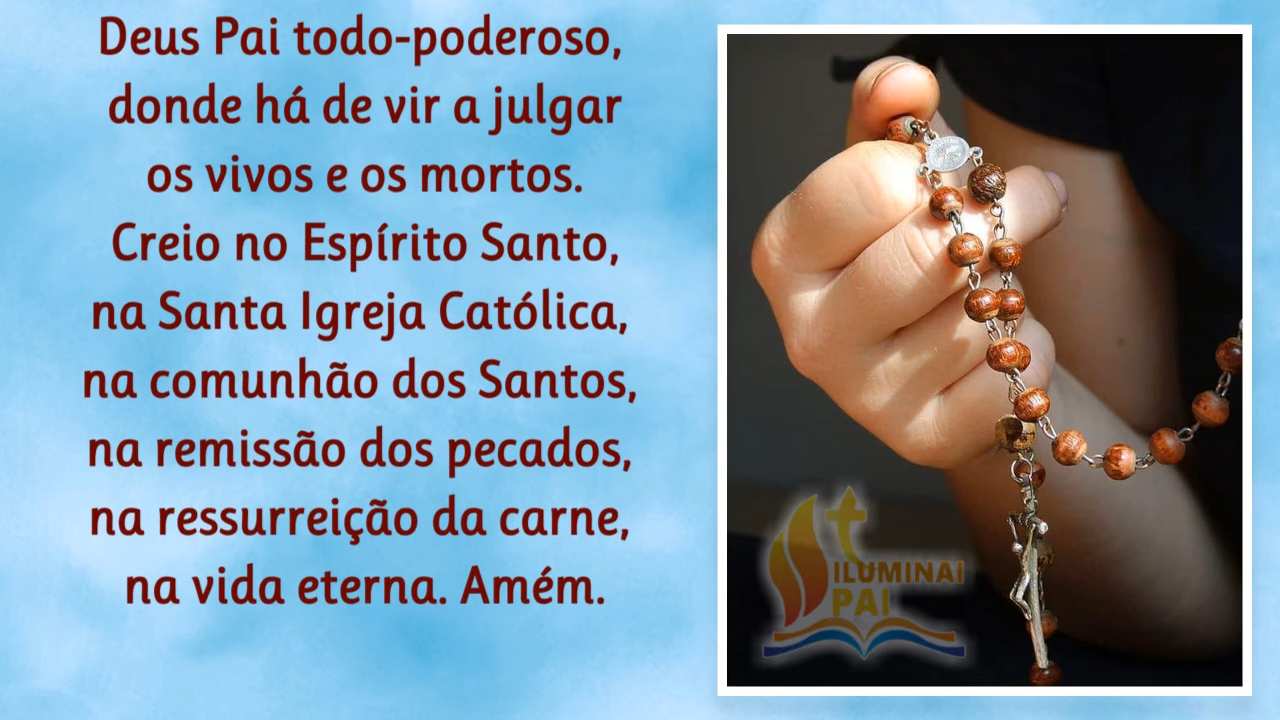 Deus Pai todo-poderoso,
donde há de vir a julgar
os vivos e os mortos.
Creio no Espírito Santo,
na Santa Igreja Católica,
na comunhão dos Santos,
na remissão dos pecados,
na ressurreição da carne,
na vida eterna. Amém.
ILUMINAI
PAI